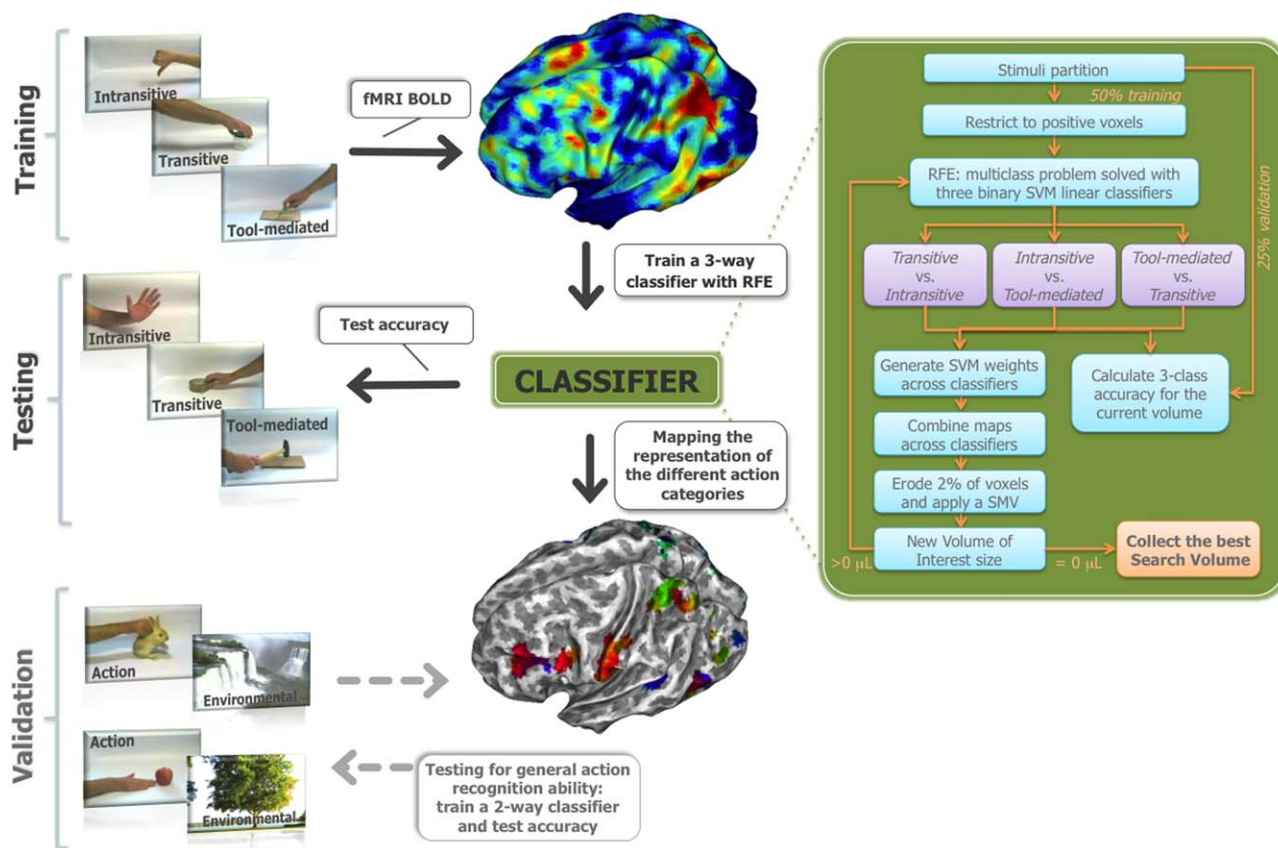 Training
Intransitive
Transitive
Tool-mediated
fMRI BOLD
Train a 3-way
classifier with RFE
Testing
Intransitive
Transitive
Tool-mediated
Test accuracy
CLASSIFIER
Mapping the
representation of
the different action
categories
Validation
Action
Environmental
Action
Environmental
Testing for general action
recognition ability:
train a 2-way classifier
and test accuracy
Stimuli partition
50% training
25% validation
Restrict to positive voxels
RFE: multiclass problem solved with
three binary SVM linear classifiers
Transitive
vs.
Intransitive
Intransitive
vs.
Tool-mediated
Tool-mediated
vs.
Transitive
Generate SVM weights
across classifiers
Calculate 3-class
accuracy for the
current volume
Combine maps
across classifiers
Erode 2% of voxels
and apply a SMV
New Volume of
Interest size
>0 µL
= 0 µL
Collect the best
Search Volume